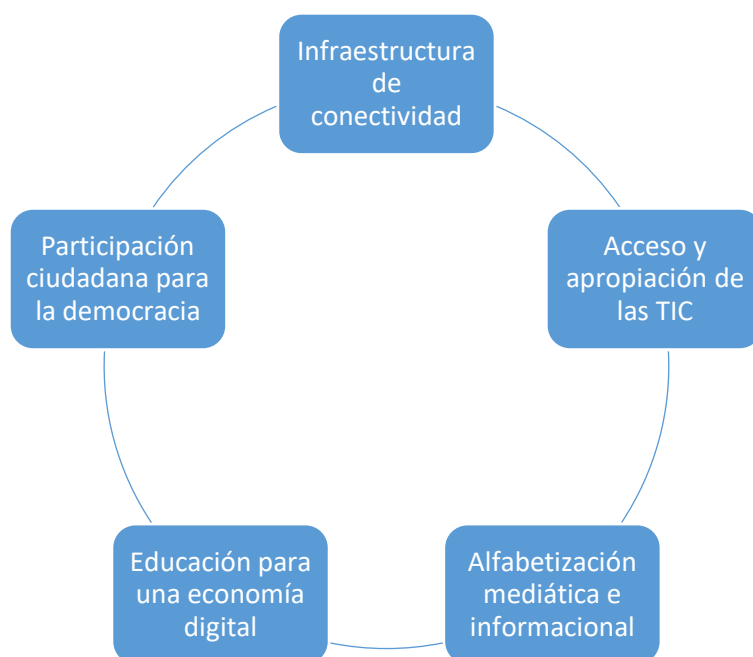 Infraestructura
de
conectividad
Acceso y
apropiación de
las TIC
Alfabetización
mediática e
informacional
Educación para
una economía
digital
Participación
ciudadana para
la democracia